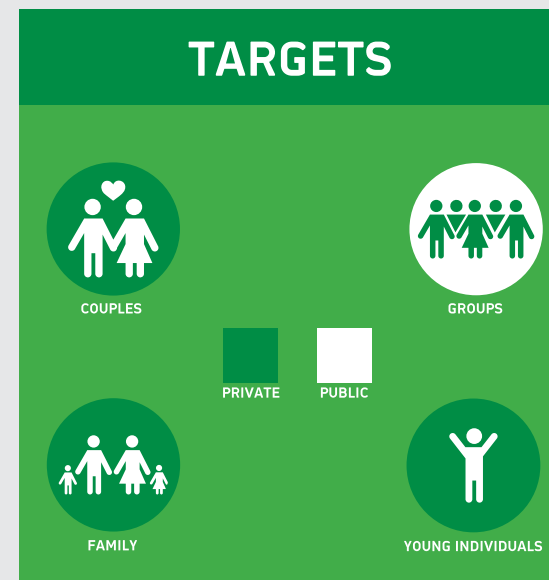 TARGETS
COUPLES
GROUPS
PRIVATE
PUBLIC
FAMILY
YOUNG INDIVIDUALS